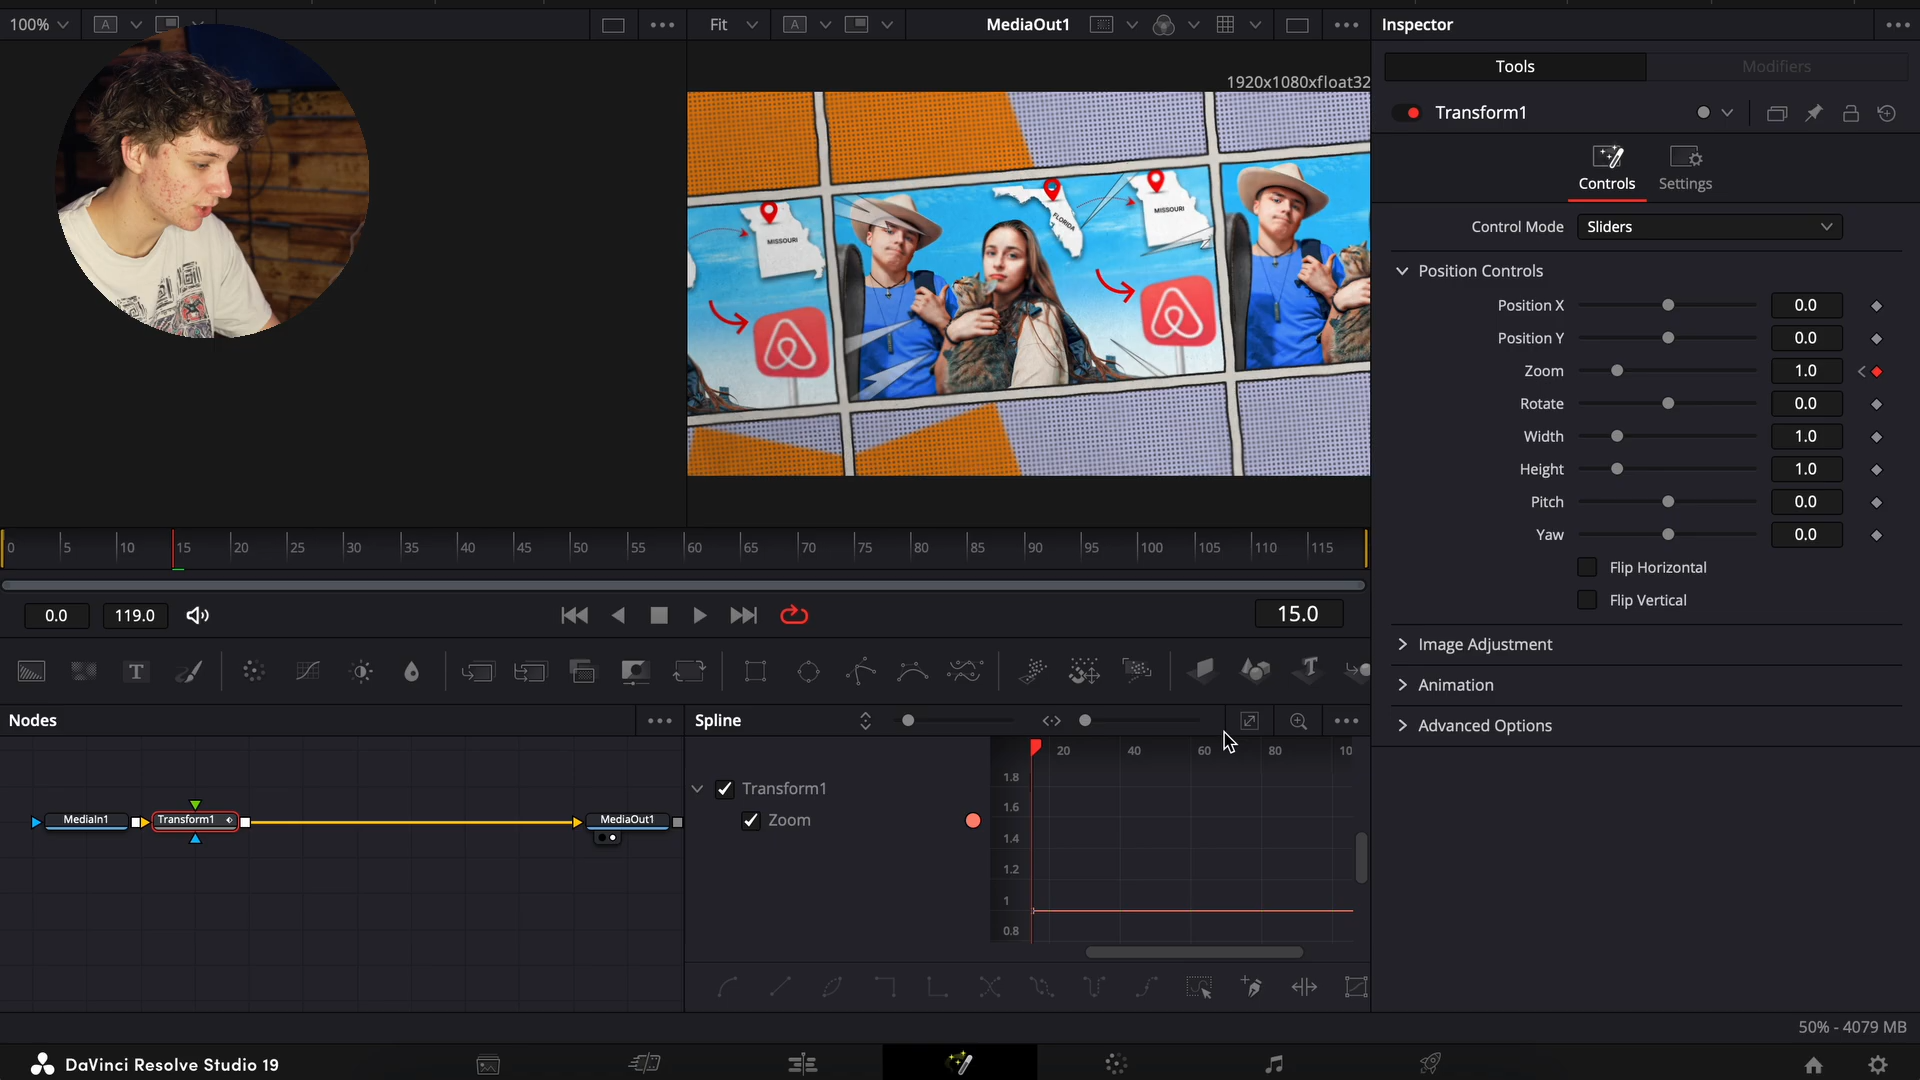 100%
A
Fit
A
MediaOut1
Inspector
1920x1080xfloat32
Tools
Modifiers
Transform1
Controls
Settings
Control Mode
Sliders
Position Controls
Position X
0.0
Position Y
0.0
Zoom
1.0
Rotate
0.0
Width
1.0
Height
1.0
Pitch
0.0
Yaw
0.0
Flip Horizontal
Flip Vertical
Image Adjustment
Animation
Advanced Options
MISSOURI
FLORIDA
MISSOURI
0 5 10 15 20 25 30 35 40 45 50 55 60 65 70 75 80 85 90 95 100 105 110 115
0.0
119.0
15.0
T
T
Nodes
Spline
MediaIn1
Transform1
MediaOut1
Transform1
Zoom
20 40 60 80 10
1.8
1.6
1.4
1.2
1
0.8
50% - 4079 MB
DaVinci Resolve Studio 19